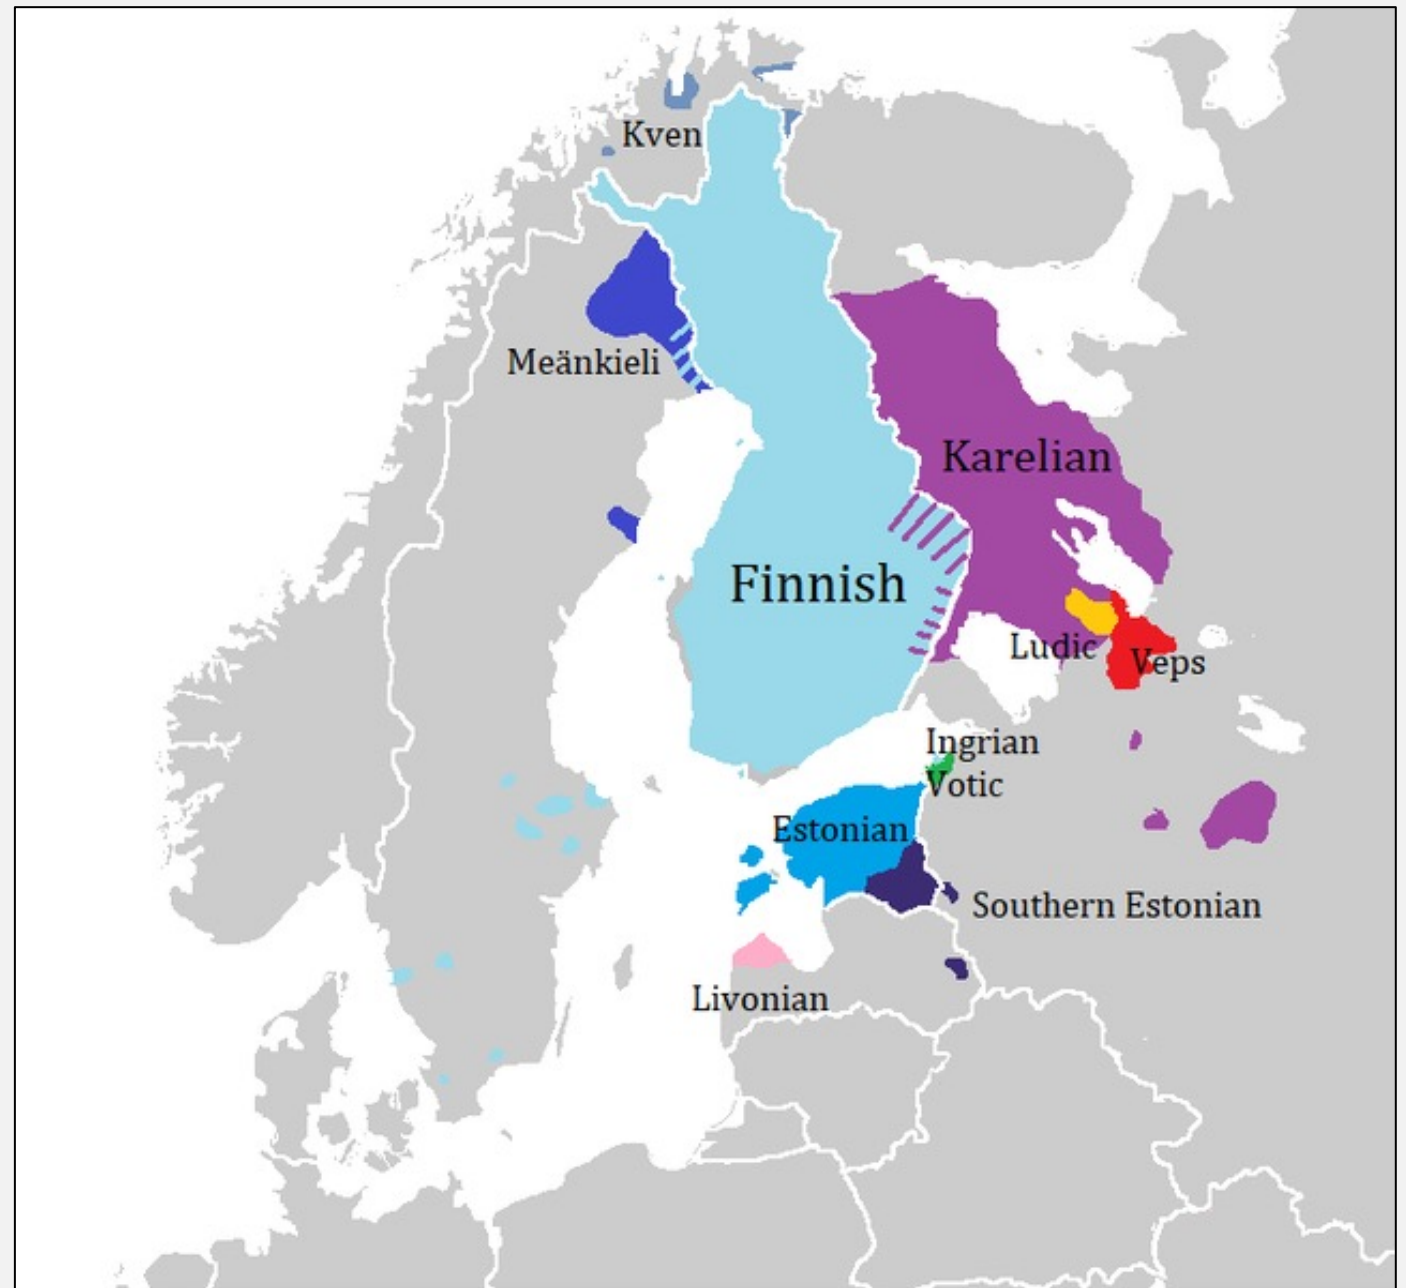 Kven
Meänkieli
Karelian
Finnish
Ludic
Veps
Ingrian
Votic
Estonian
Southern Estonian
Livonian